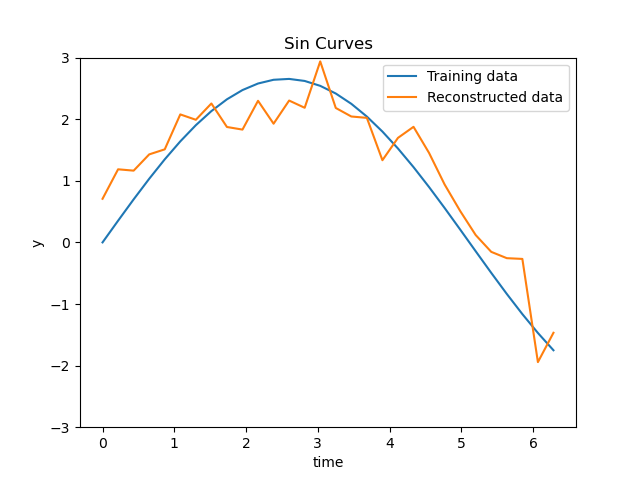 Sin Curves
Training data
Reconstructed data
3
2
1
0
−1
−2
−3
y
0 1 2 3 4 5 6
time